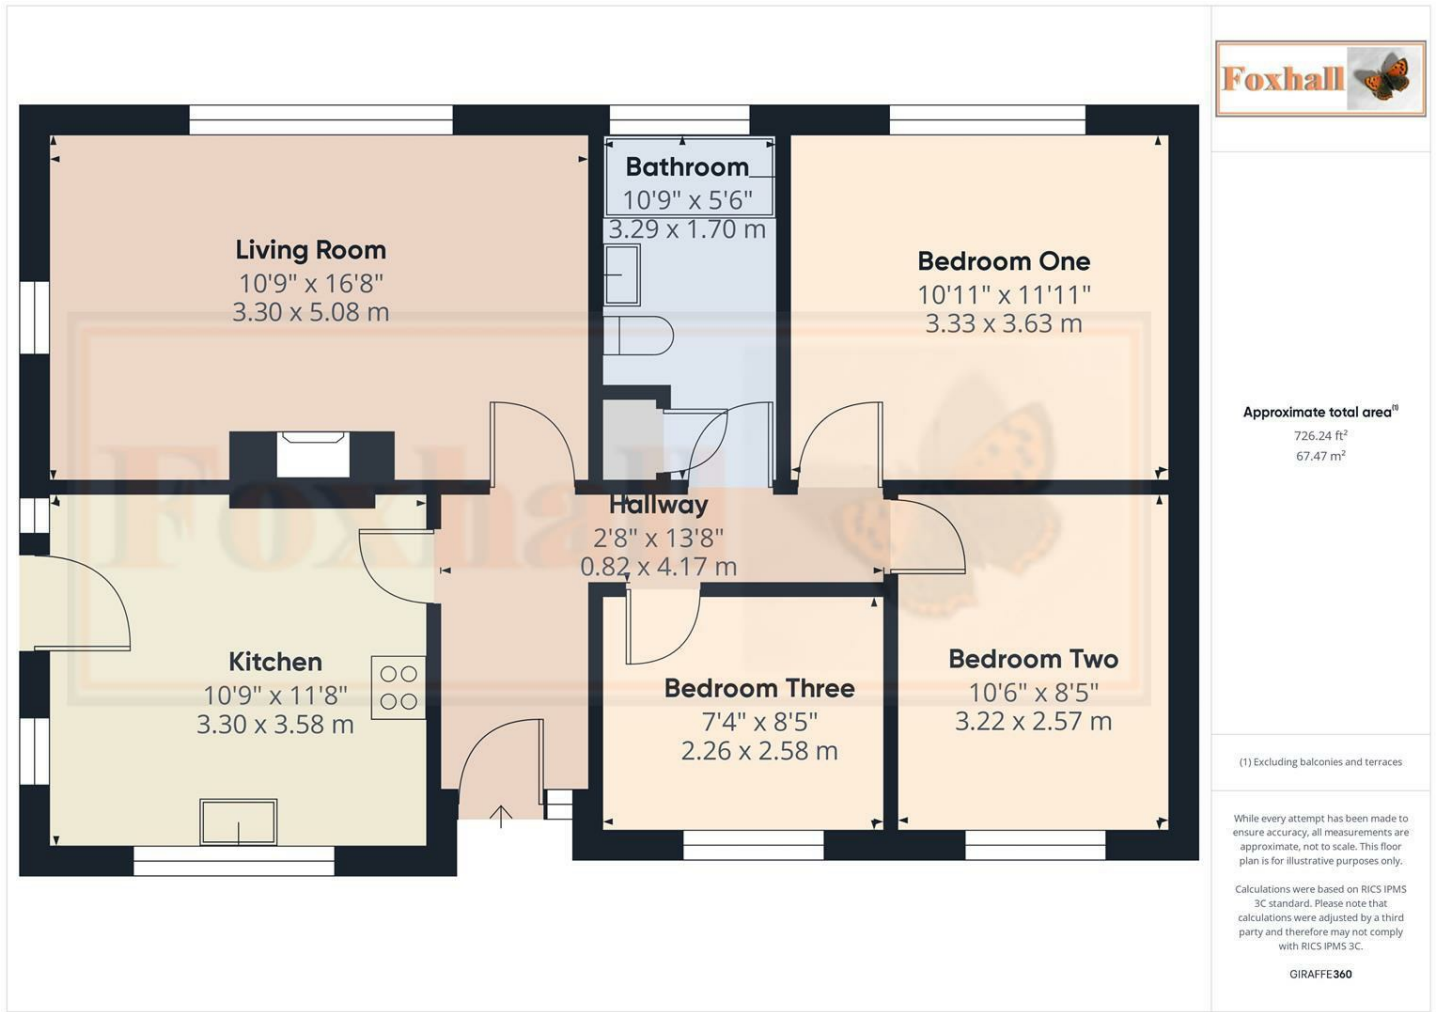 Foxhall
Living Room
10'9" x 16'8"
3.30 x 5.08 m
Bathroom
10'9" x 5'6"
3.29 x 1.70 m
Bedroom One
10'11" x 11'11"
3.33 x 3.63 m
Foxhall
Hallway
2'8" x 13'8"
0.82 x 4.17 m
Kitchen
10'9" x 11'8"
3.30 x 3.58 m
Bedroom Three
7'4" x 8'5"
2.26 x 2.58 m
Bedroom Two
10'6" x 8'5"
3.22 x 2.57 m
Approximate total area(1)
726.24 ft²
67.47 m²
(1) Excluding balconies and terraces
While every attempt has been made to
ensure accuracy, all measurements are
approximate, not to scale. This floor
plan is for illustrative purposes only.
Calculations were based on RICS IPMS
3C standard. Please note that
calculations were adjusted by a third
party and therefore may not comply
with RICS IPMS 3C.
GIRAFFE360